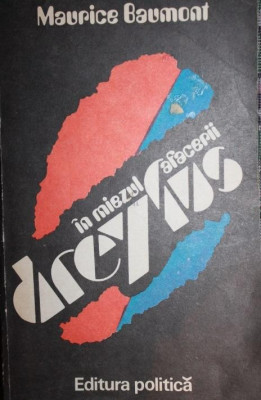 Maurice Baumont
în miezul
afacerii
dreyfus
Editura politică